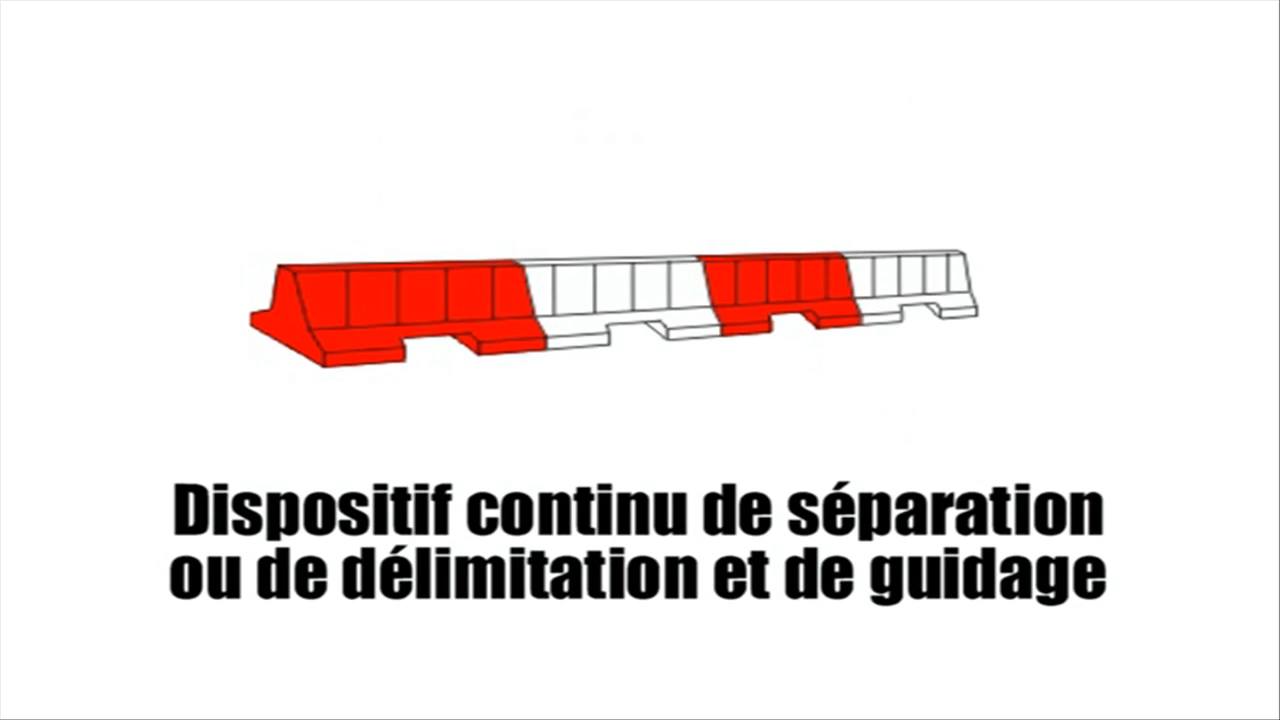 Dispositif continu de séparation
ou de délimitation et de guidage